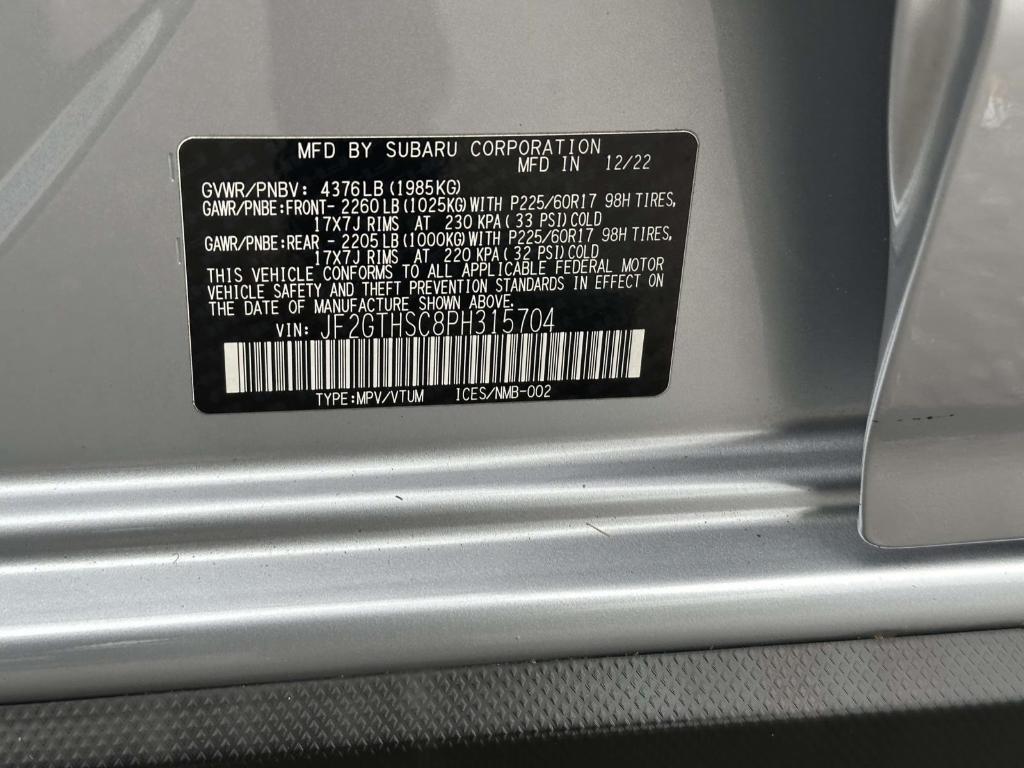 MFD BY SUBARU CORPORATION
MFD IN 12/22
GVWR/PNBV: 4376LB (1985KG)
GAWR/PNBE:FRONT- 2260LB (1025KG) WITH P225/60R17 98H TIRES,
17X7J RIMS AT 230 KPA( 33 PSI)COLD
GAWR/PNBE:REAR - 2205LB (1000KG) WITH P225/60R17 98H TIRES,
17X7J RIMS AT 220 KPA( 32 PSI)COLD
THIS VEHICLE CONFORMS TO ALL APPLICABLE FEDERAL MOTOR
VEHICLE SAFETY AND THEFT PREVENTION STANDARDS IN EFFECT ON
THE DATE OF MANUFACTURE SHOWN ABOVE.
VIN: JF2GTHSC8PH315704
TYPE:MPV/VTUM ICES/NMB-002